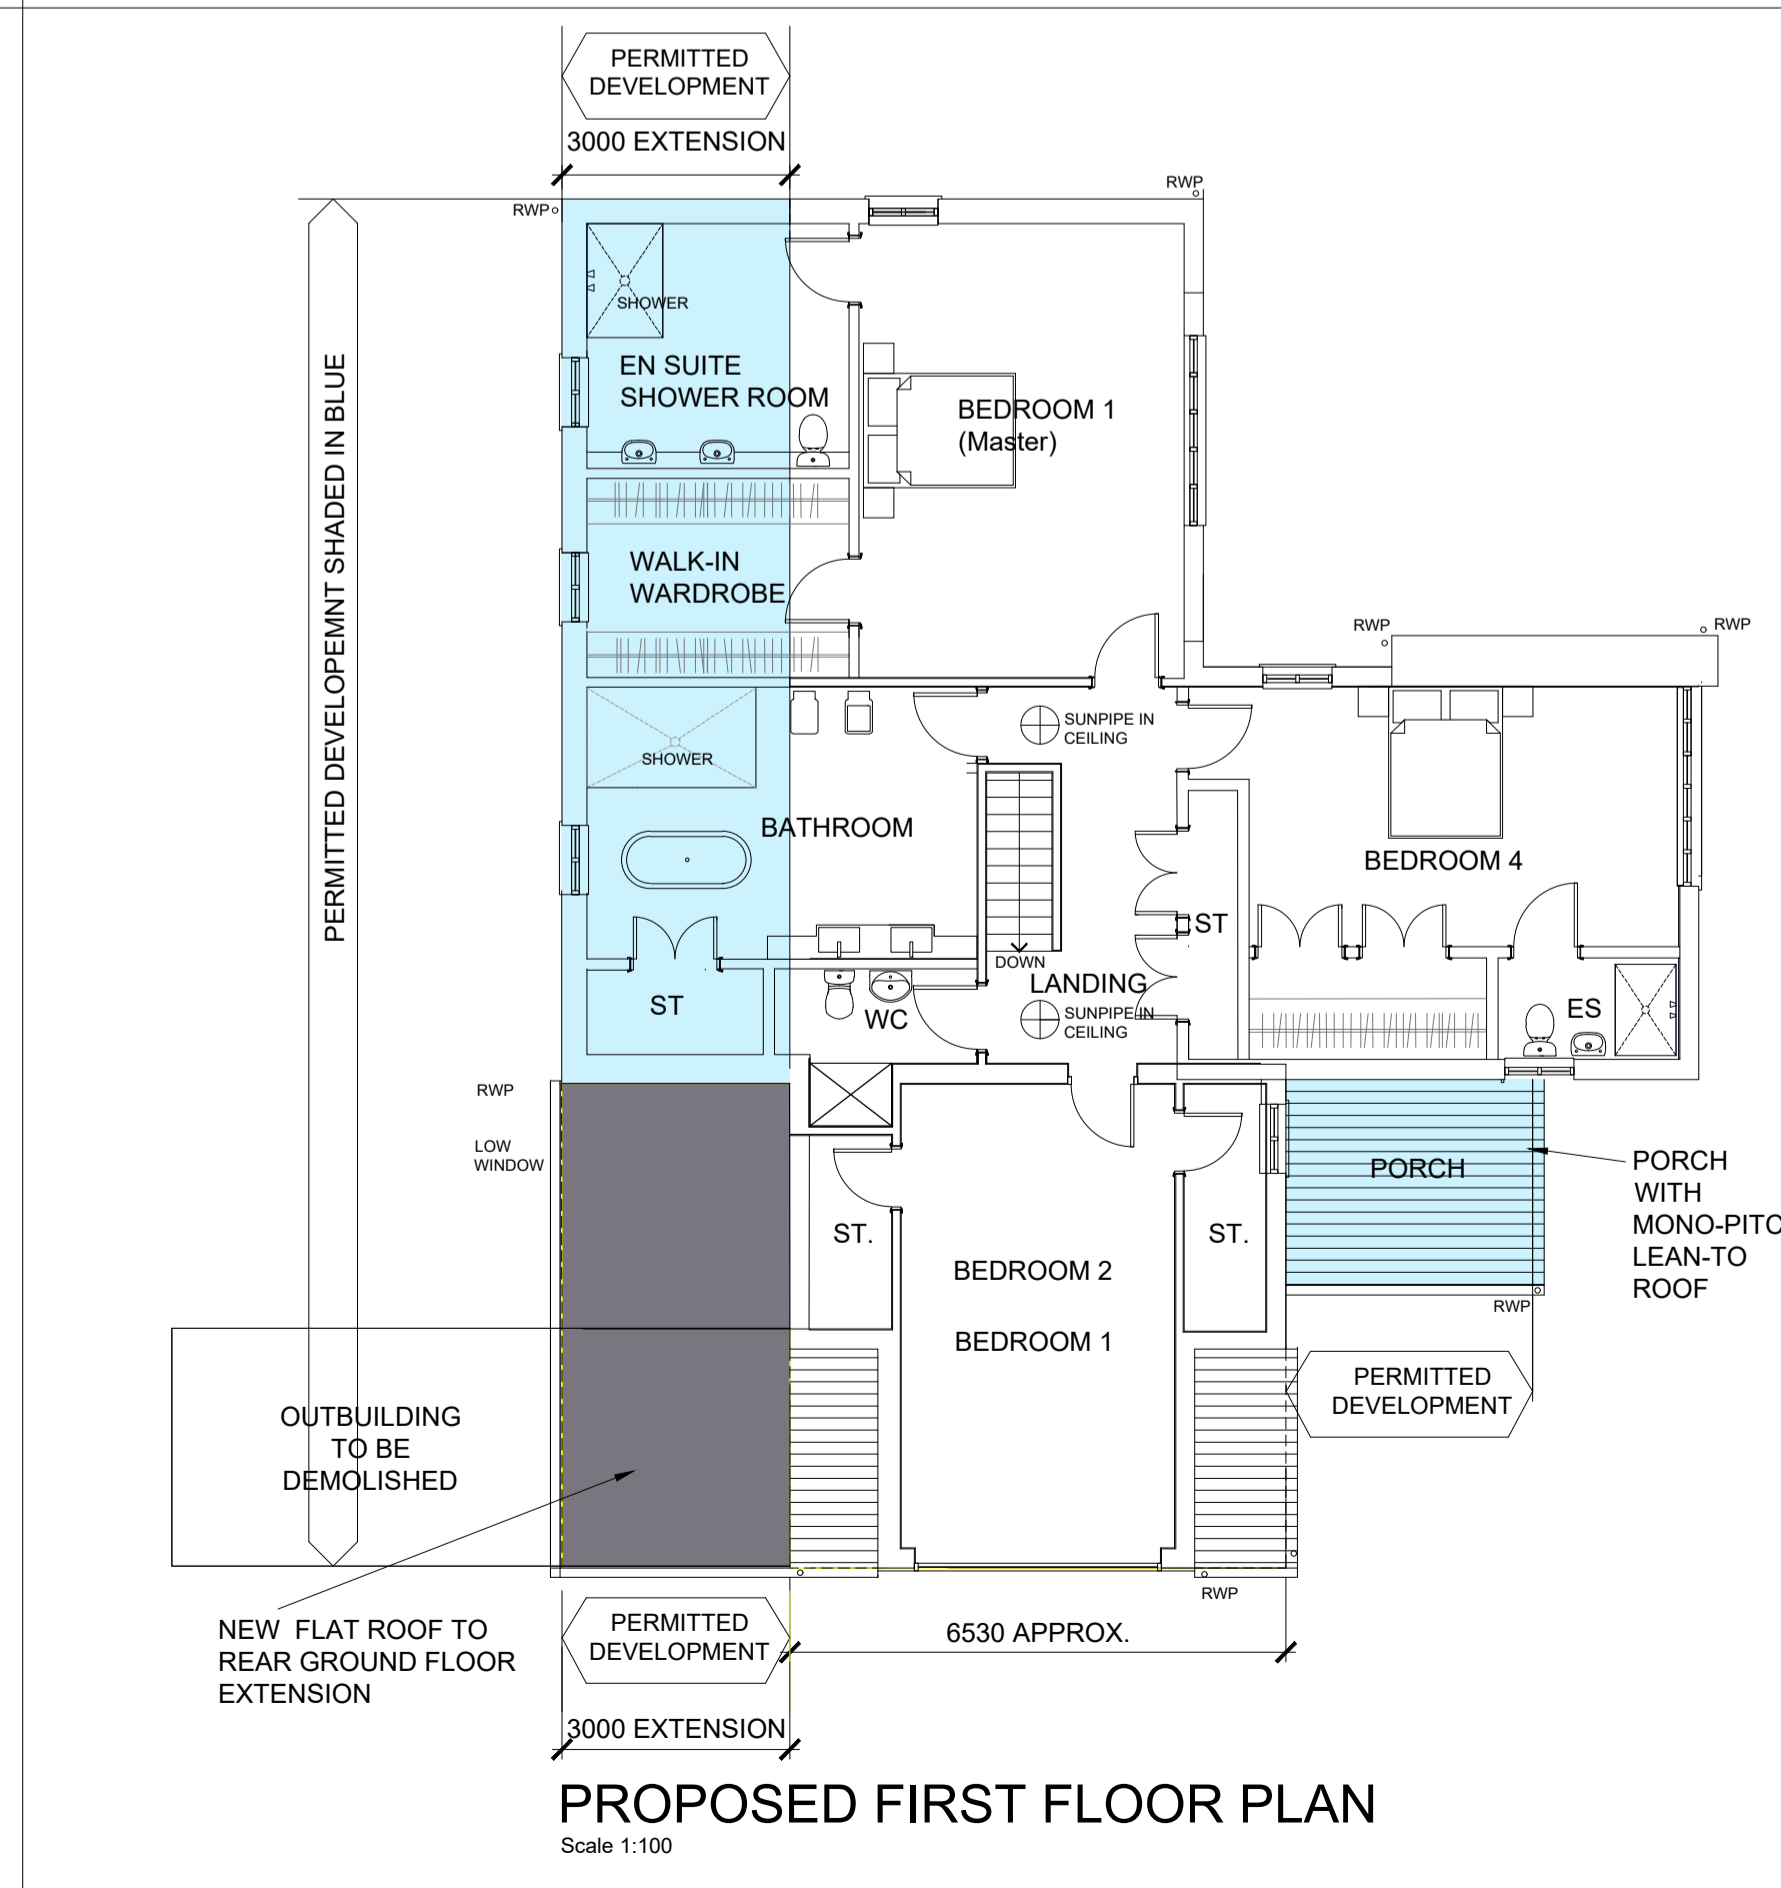 PERMITTED
DEVELOPMENT
3000 EXTENSION
RWP
RWP
SHOWER
EN SUITE
SHOWER ROOM
BEDROOM 1
(Master)
PERMITTED DEVELOPEMNT SHADED IN BLUE
WALK-IN
WARDROBE
RWP
RWP
SUNPIPE IN
CEILING
SHOWER
BATHROOM
BEDROOM 4
ST
DOWN
LANDING
ST
WC
SUNPIPE IN
CEILING
ES
RWP
LOW
WINDOW
PORCH
PORCH
WITH
MONO-PITC
LEAN-TO
ROOF
ST.
ST.
BEDROOM 2
RWP
BEDROOM 1
PERMITTED
DEVELOPMENT
OUTBUILDING
TO BE
DEMOLISHED
RWP
NEW FLAT ROOF TO
REAR GROUND FLOOR
EXTENSION
PERMITTED
DEVELOPMENT
6530 APPROX.
3000 EXTENSION
PROPOSED FIRST FLOOR PLAN
Scale 1:100